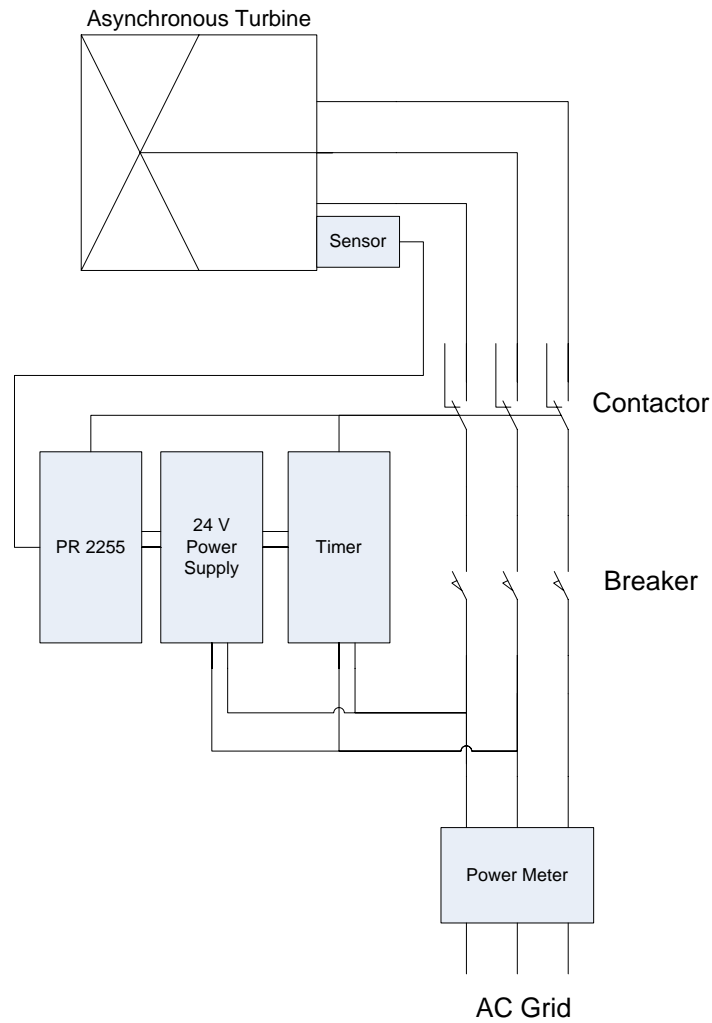 Asynchronous Turbine
Sensor
Contactor
PR 2255
24 V
Power
Supply
Timer
Breaker
Power Meter
AC Grid